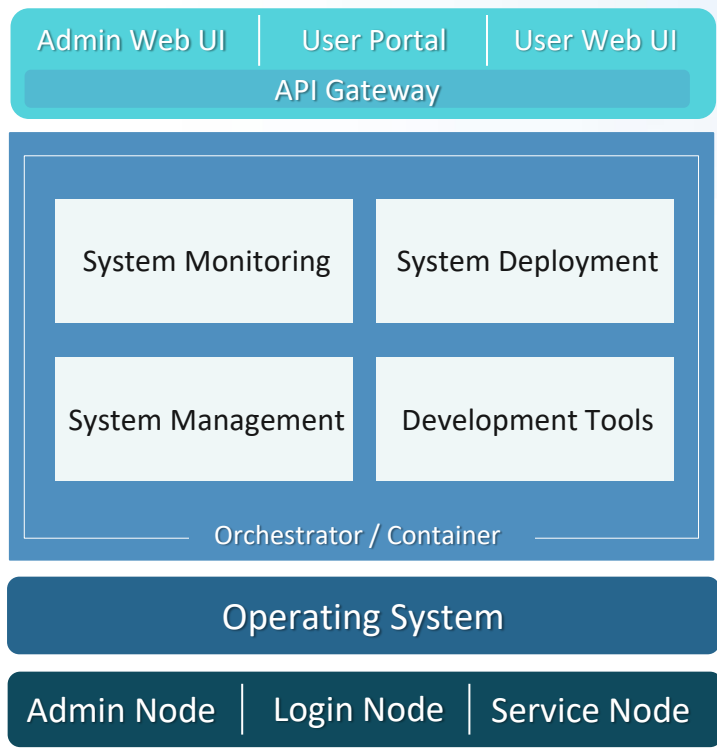 Admin Web UI
User Portal
User Web UI
API Gateway
System Monitoring
System Deployment
System Management
Development Tools
Orchestrator / Container
Operating System
Admin Node
Login Node
Service Node